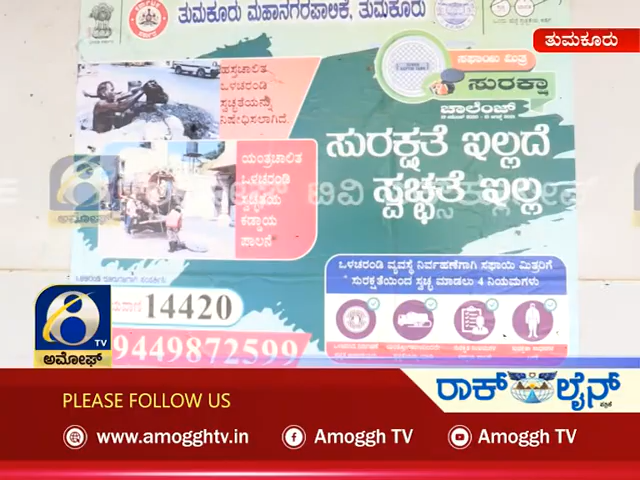 ತುಮಕೂರು ಮಹಾನಗರಪಾಲಿಕೆ, ತುಮಕೂರು
ತುಮಕೂರು
ಸಫಾಯಿ ಮಿತ್ರ
ಸುರಕ್ಷಾ
ಚಾಲೆಂಜ್
ಹಸ್ತಚಾಲಿತ
ಒಳಚರಂಡಿ
ಸ್ವಚ್ಛತೆಯನ್ನು
ನಿಷೇಧಿಸಲಾಗಿದೆ.
ಸುರಕ್ಷತೆ ಇಲ್ಲದೆ
ಸ್ವಚ್ಛತೆ ಇಲ್ಲ
ಯಂತ್ರಚಾಲಿತ
ಒಳಚರಂಡಿ
ಸ್ವಚ್ಛತೆಯ
ಕಡ್ಡಾಯ
ಪಾಲನೆ
ಒಳಚರಂಡಿ ವ್ಯವಸ್ಥೆ ನಿರ್ವಹಣೆಗಾಗಿ ಸಫಾಯಿ ಮಿತ್ರರಿಗೆ
" ಸುರಕ್ಷತೆಯಿಂದ ಸ್ವಚ್ಛ ಮಾಡಲು 4 ನಿಯಮಗಳು
14420
9449872599
TV
ಅಮೋಘ್
ರಾಕ್ ಲೈನ್ಸ್
PLEASE FOLLOW US
www.amogghtv.in
Amoggh TV
Amoggh TV